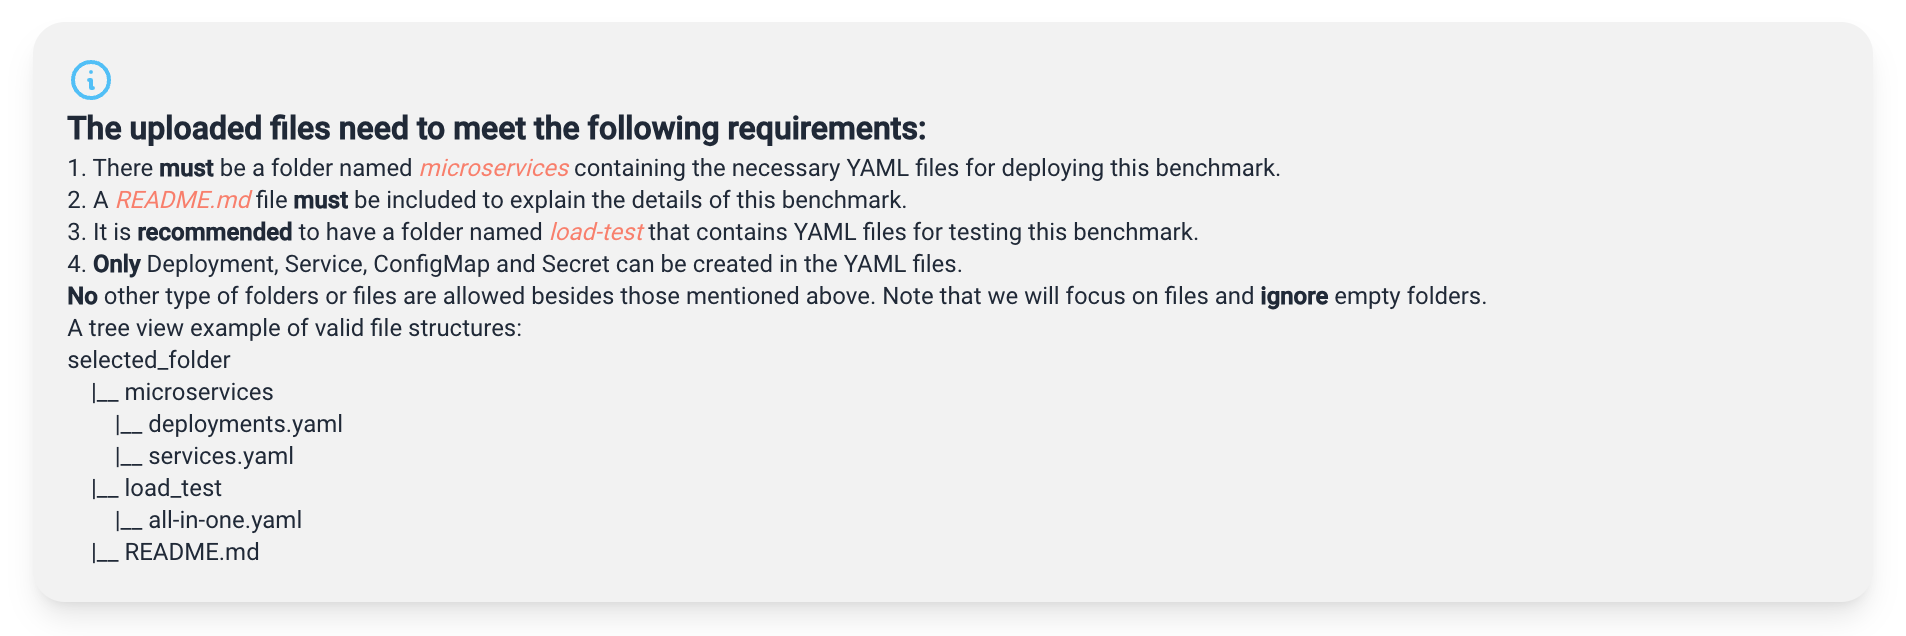 The uploaded files need to meet the following requirements:
1. There must be a folder named microservices containing the necessary YAML files for deploying this benchmark.
2. A README.md file must be included to explain the details of this benchmark.
3. It is recommended to have a folder named load-test that contains YAML files for testing this benchmark.
4. Only Deployment, Service, ConfigMap and Secret can be created in the YAML files.
No other type of folders or files are allowed besides those mentioned above. Note that we will focus on files and ignore empty folders.
A tree view example of valid file structures:
selected_folder
|__ microservices
|__ deployments.yaml
|__ services.yaml
|__ load_test
|__ all-in-one.yaml
|__ README.md